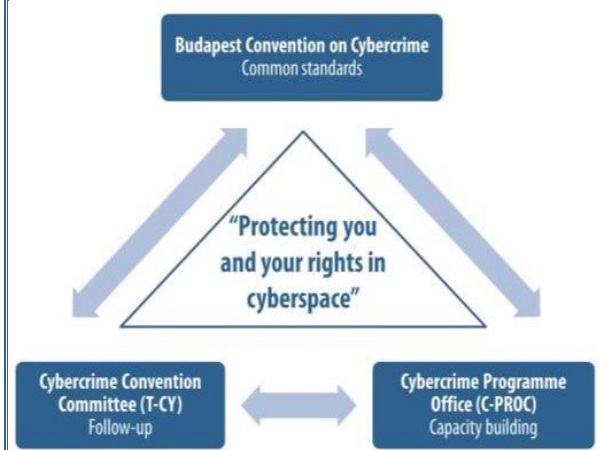 Budapest Convention on Cybercrime
Common standards
“Protecting you
and your rights in
cyberspace”
Cybercrime Convention
Committee (T-CY)
Follow-up
Cybercrime Programme
Office (C-PROC)
Capacity building